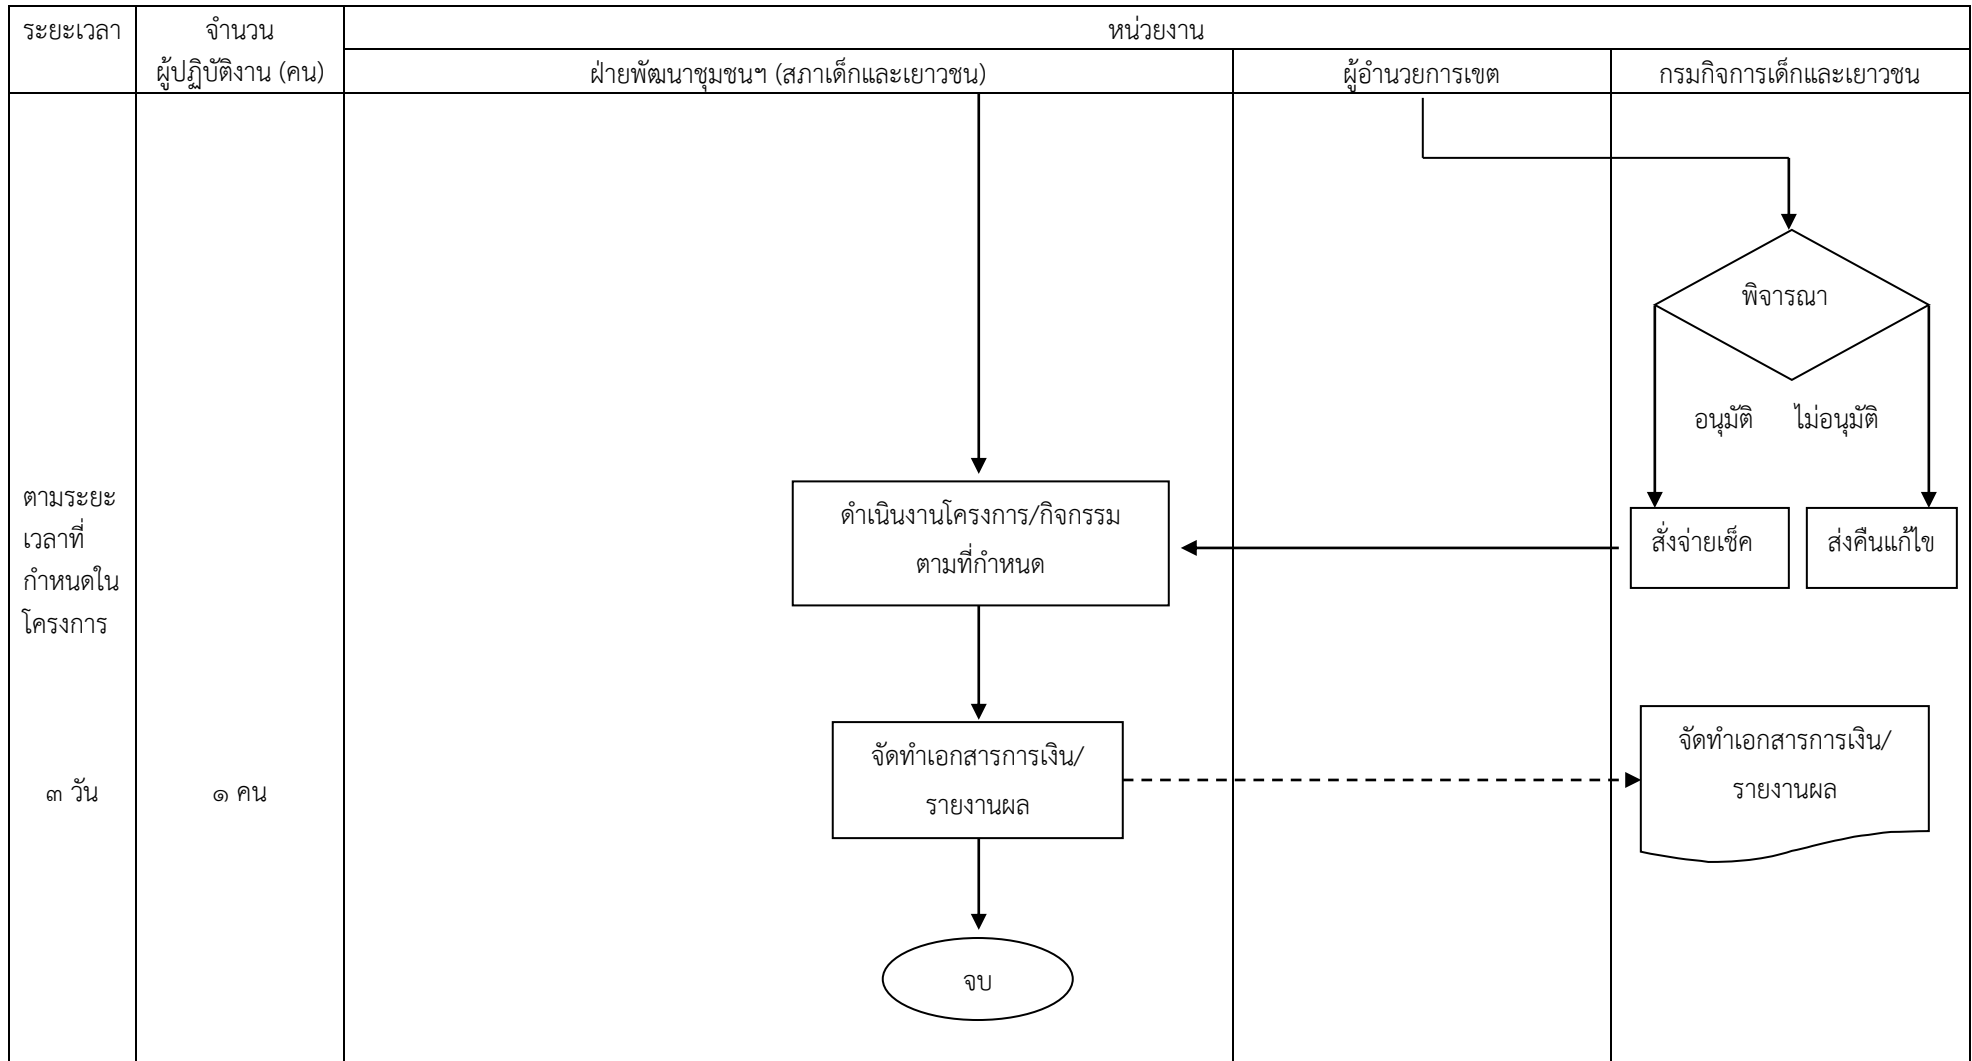 ระยะเวลา
จำนวน
ผู้ปฏิบัติงาน (คน)
หน่วยงาน
ฝ่ายพัฒนาชุมชนฯ (สภาเด็กและเยาวชน)
ผู้อำนวยการเขต
กรมกิจการเด็กและเยาวชน
พิจารณา
อนุมัติ
ไม่อนุมัติ
ตามระยะ
เวลาที่
กำหนดใน
โครงการ
ดำเนินงานโครงการ/กิจกรรม
ตามที่กำหนด
สั่งจ่ายเช็ค
ส่งคืนแก้ไข
๓ วัน
๑ คน
จัดทำเอกสารการเงิน/
รายงานผล
จัดทำเอกสารการเงิน/
รายงานผล
จบ